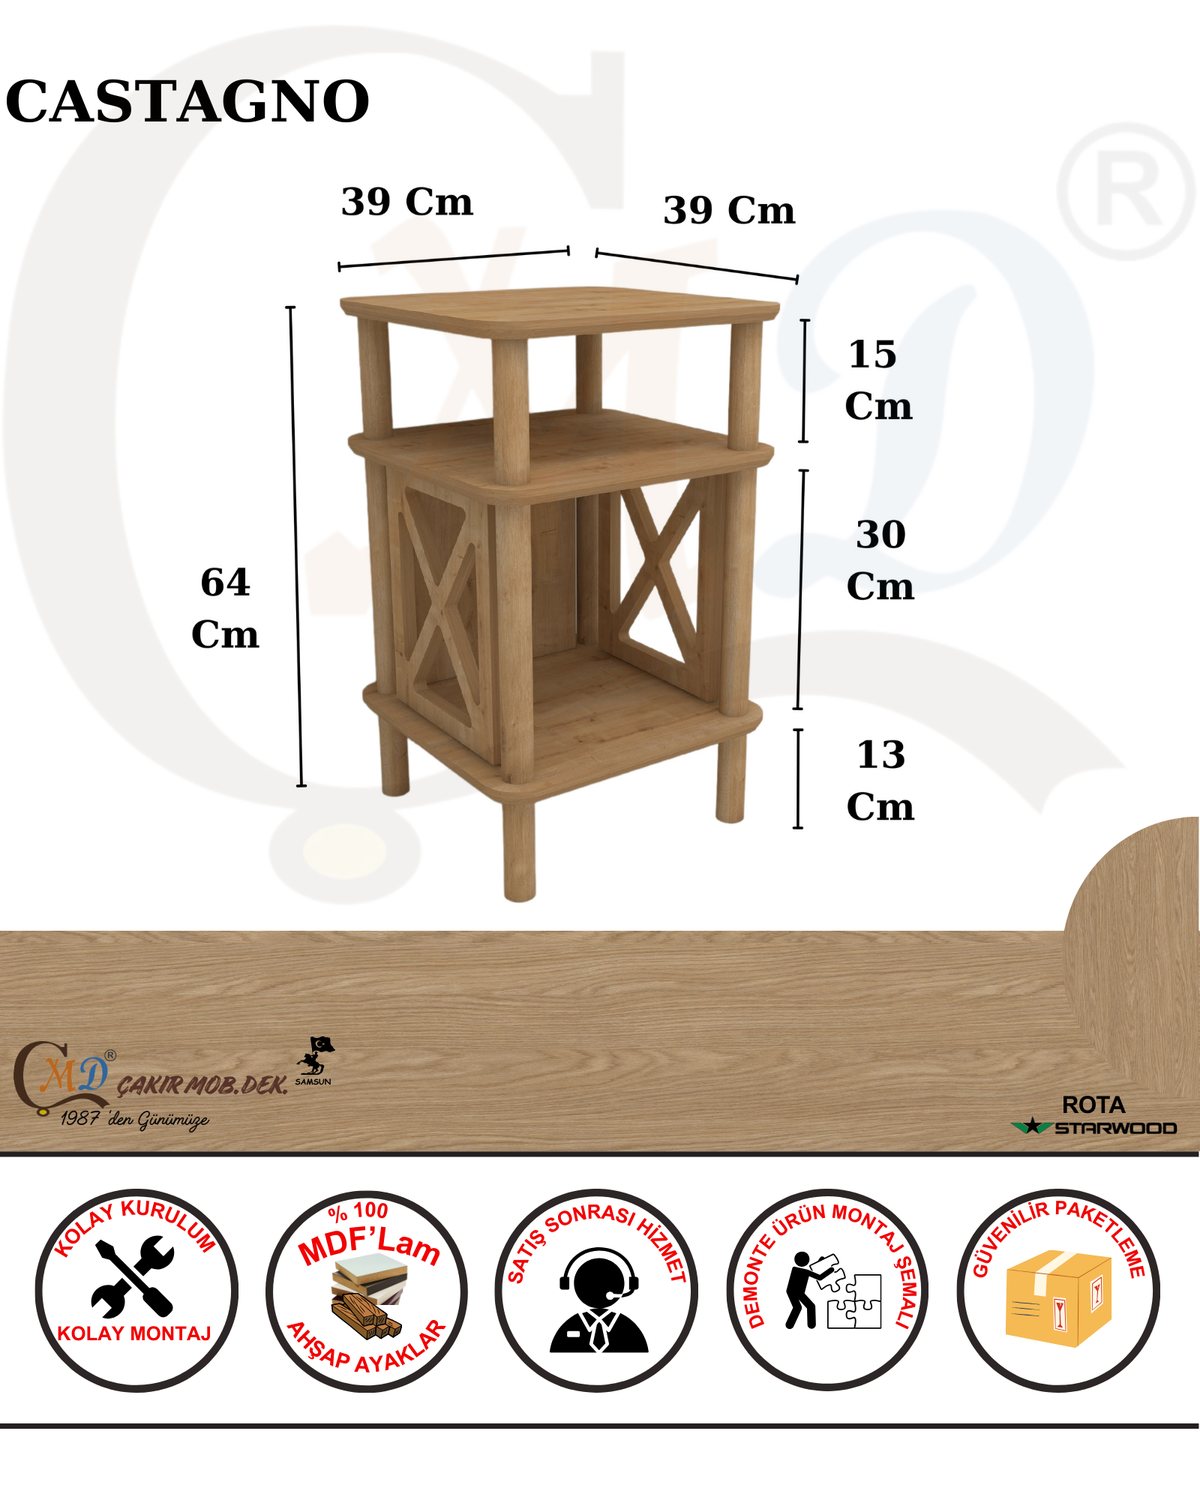 CASTAGNO
®
39 Cm
39 Cm
15
Cm
30
Cm
64
Cm
13
Cm
ÇMD®
ÇAKIR MOB.DEK.
SAMSUN
1987 'den Günümüze
ROTA
STARWOOD
KOLAY KURULUM
KOLAY MONTAJ
% 100
MDF'Lam
AHŞAP AYAKLAR
SATIŞ SONRASI HİZMET
DEMONTE ÜRÜN MONTAJ ŞEMALI
GÜVENİLİR PAKETLEME